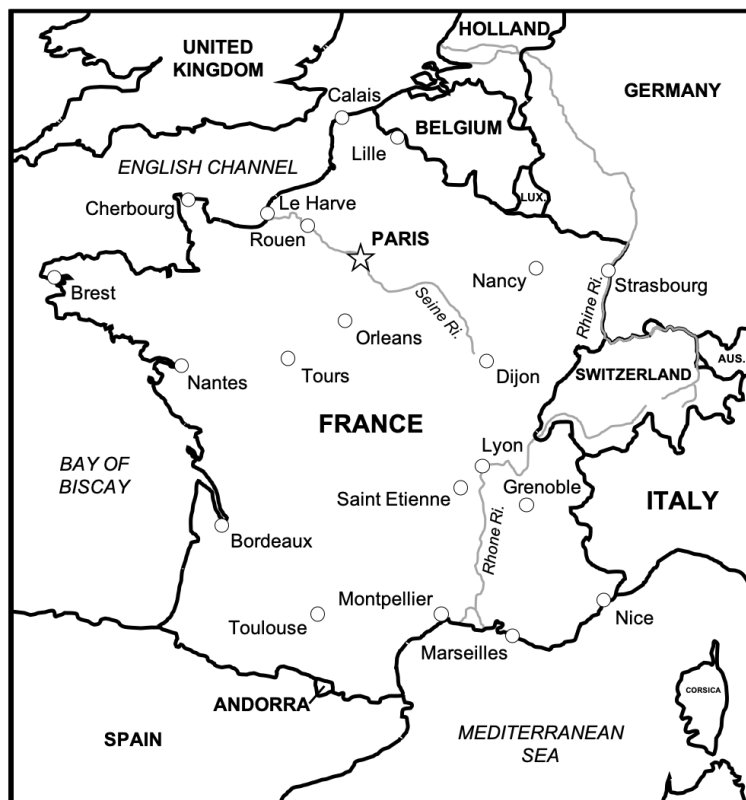 HOLLAND
UNITED
KINGDOM
GERMANY
Calais
BELGIUM
Lille
ENGLISH CHANNEL
LUX.
Cherbourg
Le Harve
Rouen
PARIS
Nancy
Strasbourg
Brest
Seine Ri.
Rhine Ri.
Orleans
AUS.
Nantes
Tours
Dijon
SWITZERLAND
FRANCE
Lyon
BAY OF
BISCAY
Saint Etienne
Grenoble
ITALY
Rhone Ri.
Bordeaux
Montpellier
Toulouse
Nice
Marseilles
CORSICA
ANDORRA
SPAIN
MEDITERRANEAN
SEA